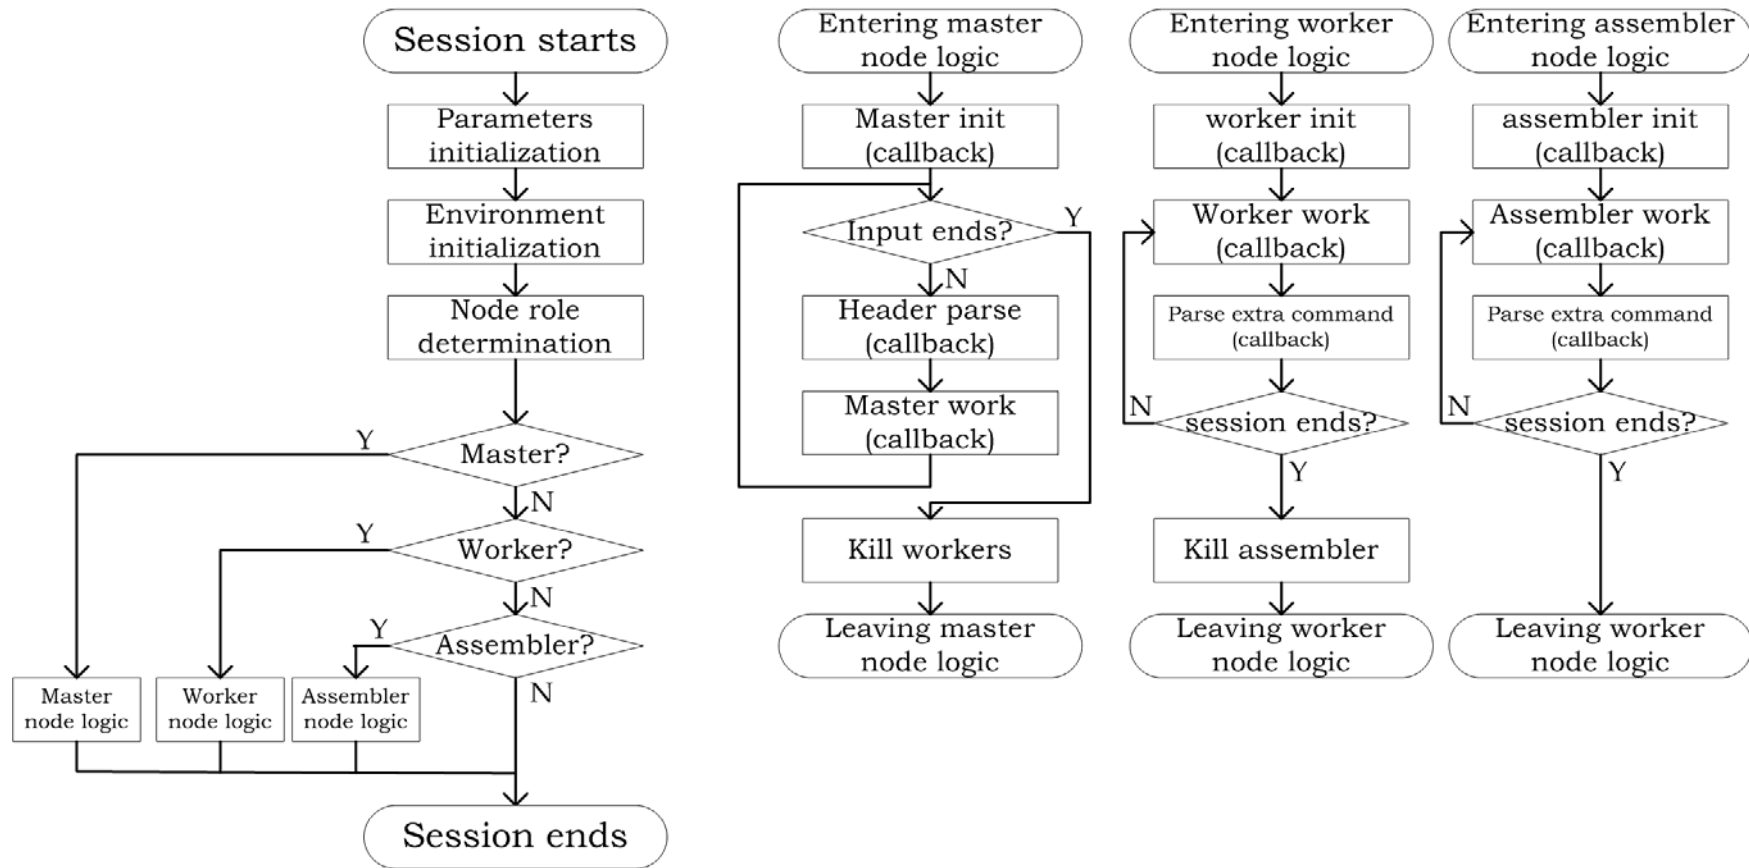 Session starts
Parameters
initialization
Environment
initialization
Node role
determination
Y
Master?
N
Y
Worker?
N
Y
Assembler?
N
Master
node logic
Worker
node logic
Assembler
node logic
Session ends
Entering master
node logic
Master init
(callback)
Input ends?
Y
N
Header parse
(callback)
Master work
(callback)
Kill workers
Leaving master
node logic
Entering worker
node logic
worker init
(callback)
Worker work
(callback)
Parse extra command
(callback)
N
session ends?
Y
Kill assembler
Leaving worker
node logic
Entering assembler
node logic
assembler init
(callback)
Assembler work
(callback)
Parse extra command
(callback)
N
session ends?
Y
Leaving worker
node logic